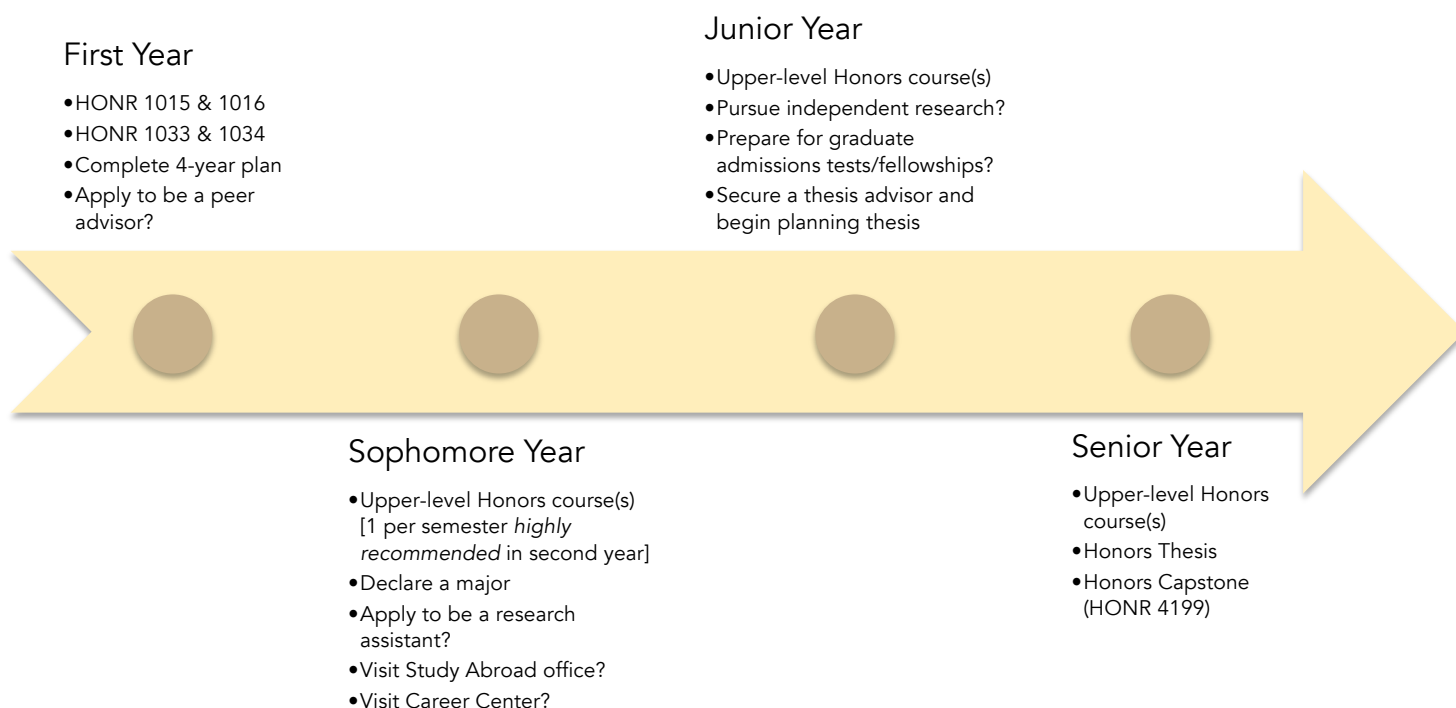 First Year
•HONR 1015 & 1016
•HONR 1033 & 1034
•Complete 4-year plan
•Apply to be a peer
advisor?
Sophomore Year
•Upper-level Honors course(s)
[1 per semester highly
recommended in second year]
•Declare a major
•Apply to be a research
assistant?
•Visit Study Abroad office?
•Visit Career Center?
Junior Year
•Upper-level Honors course(s)
•Pursue independent research?
•Prepare for graduate
admissions tests/fellowships?
•Secure a thesis advisor and
begin planning thesis
Senior Year
•Upper-level Honors
course(s)
•Honors Thesis
•Honors Capstone
(HONR 4199)